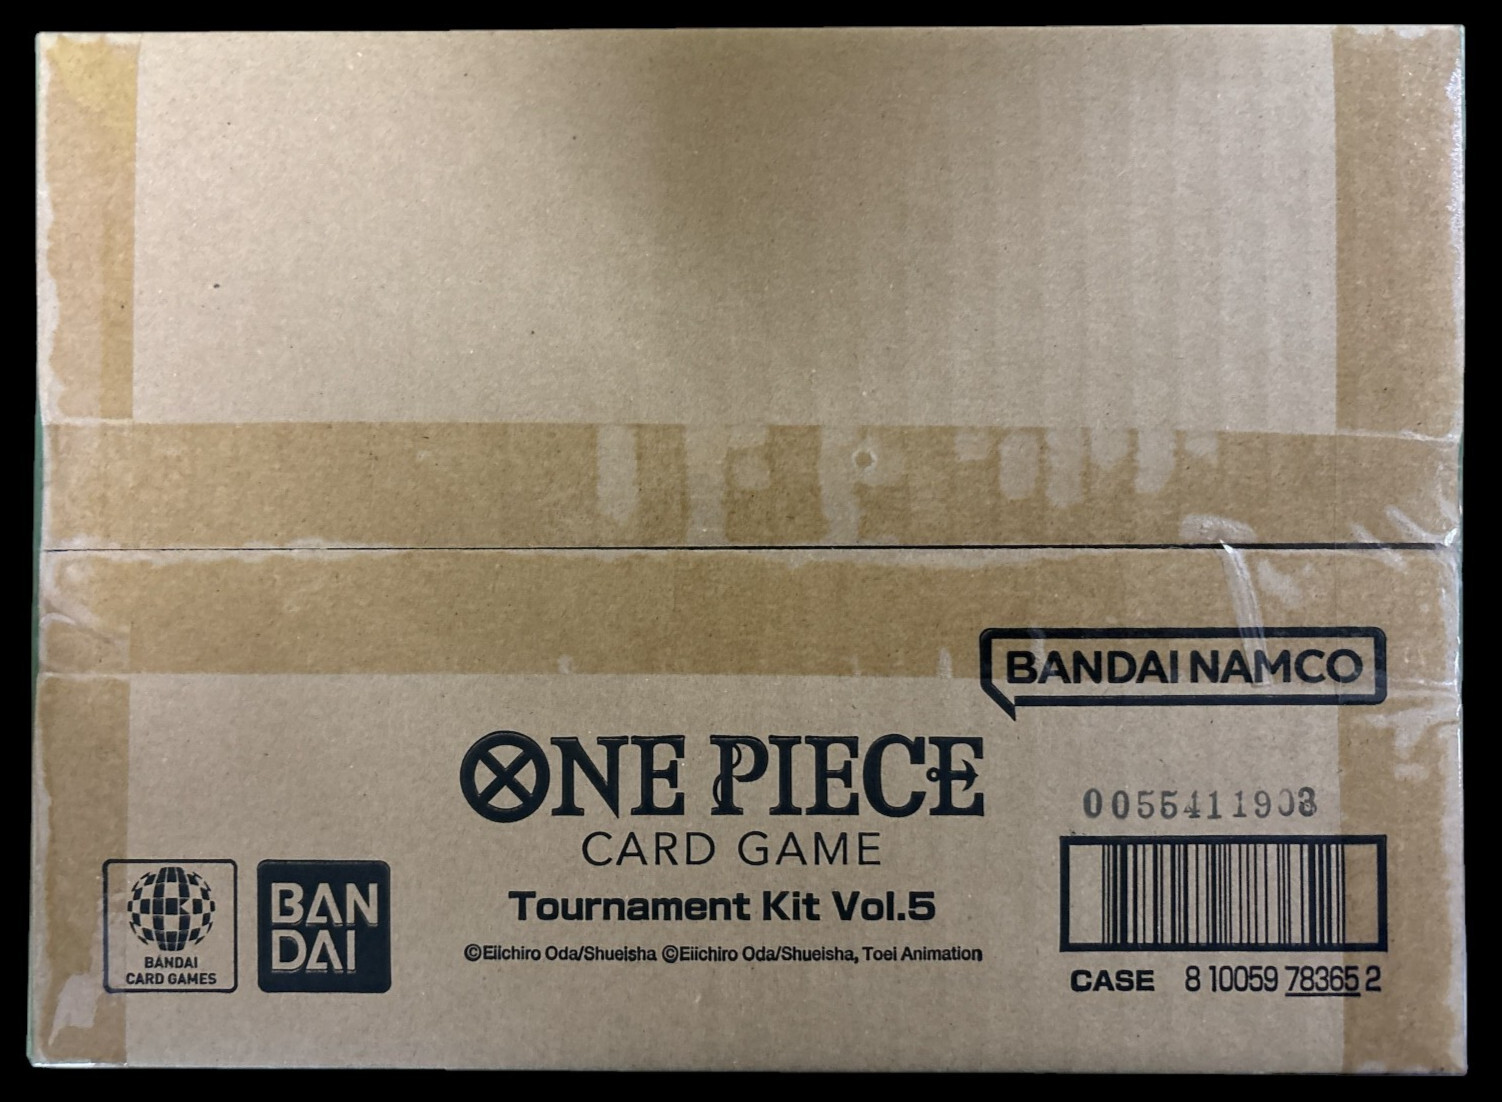 BANDAI NAMCO
ONE PIECE
CARD GAME
Tournament Kit Vol.5
©Eiichiro Oda/Shueisha ©Eiichiro Oda/Shueisha, Toei Animation
BANDAI
CARD GAMES
BAN
DAI
0055411903
CASE 8 10059 78365 2